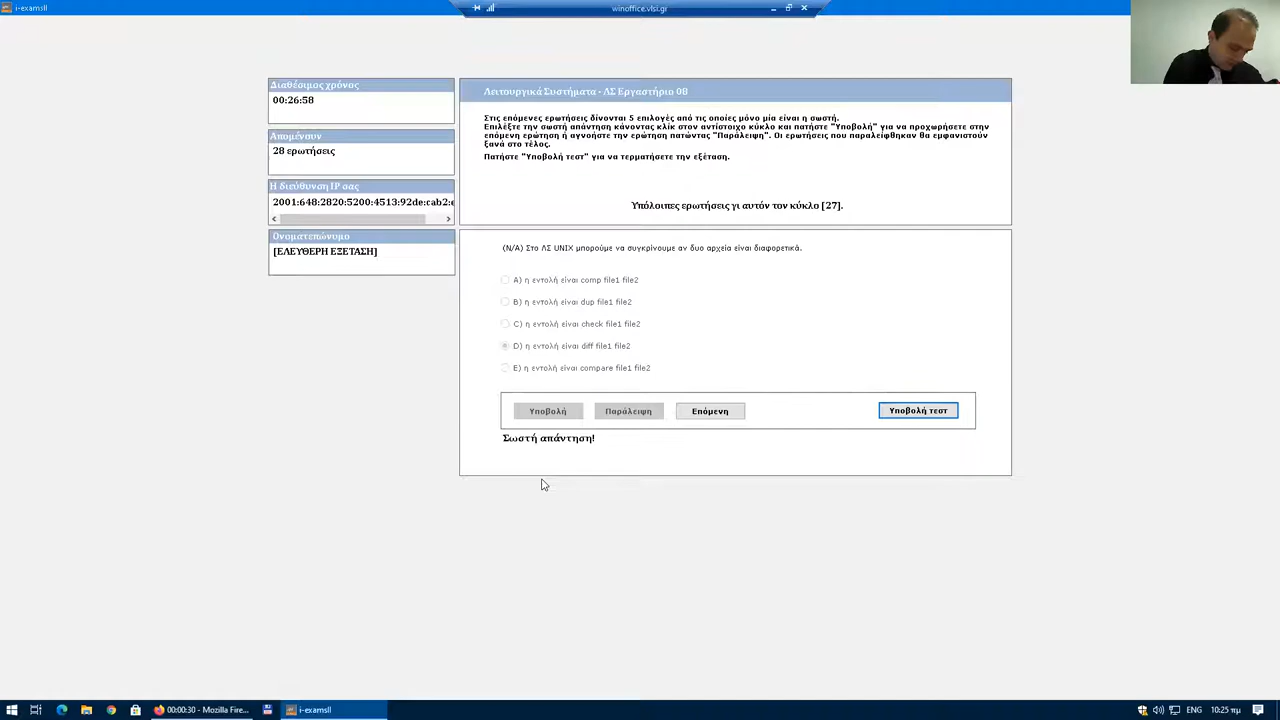 i-examsII
winoffice.vlsi.gr
Διαθέσιμος χρόνος
00:26:58
Απομένουν
28 ερωτήσεις
Η διεύθυνση IP σας
2001:648:2820:5200:4513:92de:cab2:
Ονοματεπώνυμο
[ΕΛΕΥΘΕΡΗ ΕΞΕΤΑΣΗ]
Λειτουργικά Συστήματα - ΛΣ Εργαστήριο 08
Στις επόμενες ερωτήσεις δίνονται 5 επιλογές από τις οποίες μόνο μία είναι η σωστή.
Επιλέξτε την σωστή απάντηση κάνοντας κλίκ στον αντίστοιχο κύκλο και πατήστε "Υποβολή" για να προχωρήσετε στην
επόμενη ερώτηση ή αγνοήστε την ερώτηση πατώντας "Παράλειψη". Οι ερωτήσεις που παραλείφθηκαν θα εμφανιστούν
ξανά στο τέλος.
Πατήστε "Υποβολή τεστ" για να τερματήσετε την εξέταση.
Υπόλοιπες ερωτήσεις γι αυτόν τον κύκλο [27].
(N/A) Στο ΛΣ UNIX μπορούμε να συγκρίνουμε αν δυο αρχεία είναι διαφορετικά.
A) η εντολή είναι comp file1 file2
B) η εντολή είναι dup file1 file2
C) η εντολή είναι check file1 file2
D) η εντολή είναι diff file1 file2
E) η εντολή είναι compare file1 file2
Υποβολή Παράλειψη Επόμενη Υποβολή τεστ
Σωστή απάντηση!
00:00:30 - Mozilla Fire...
i-examsII
ΕΝG
10:25 πμ